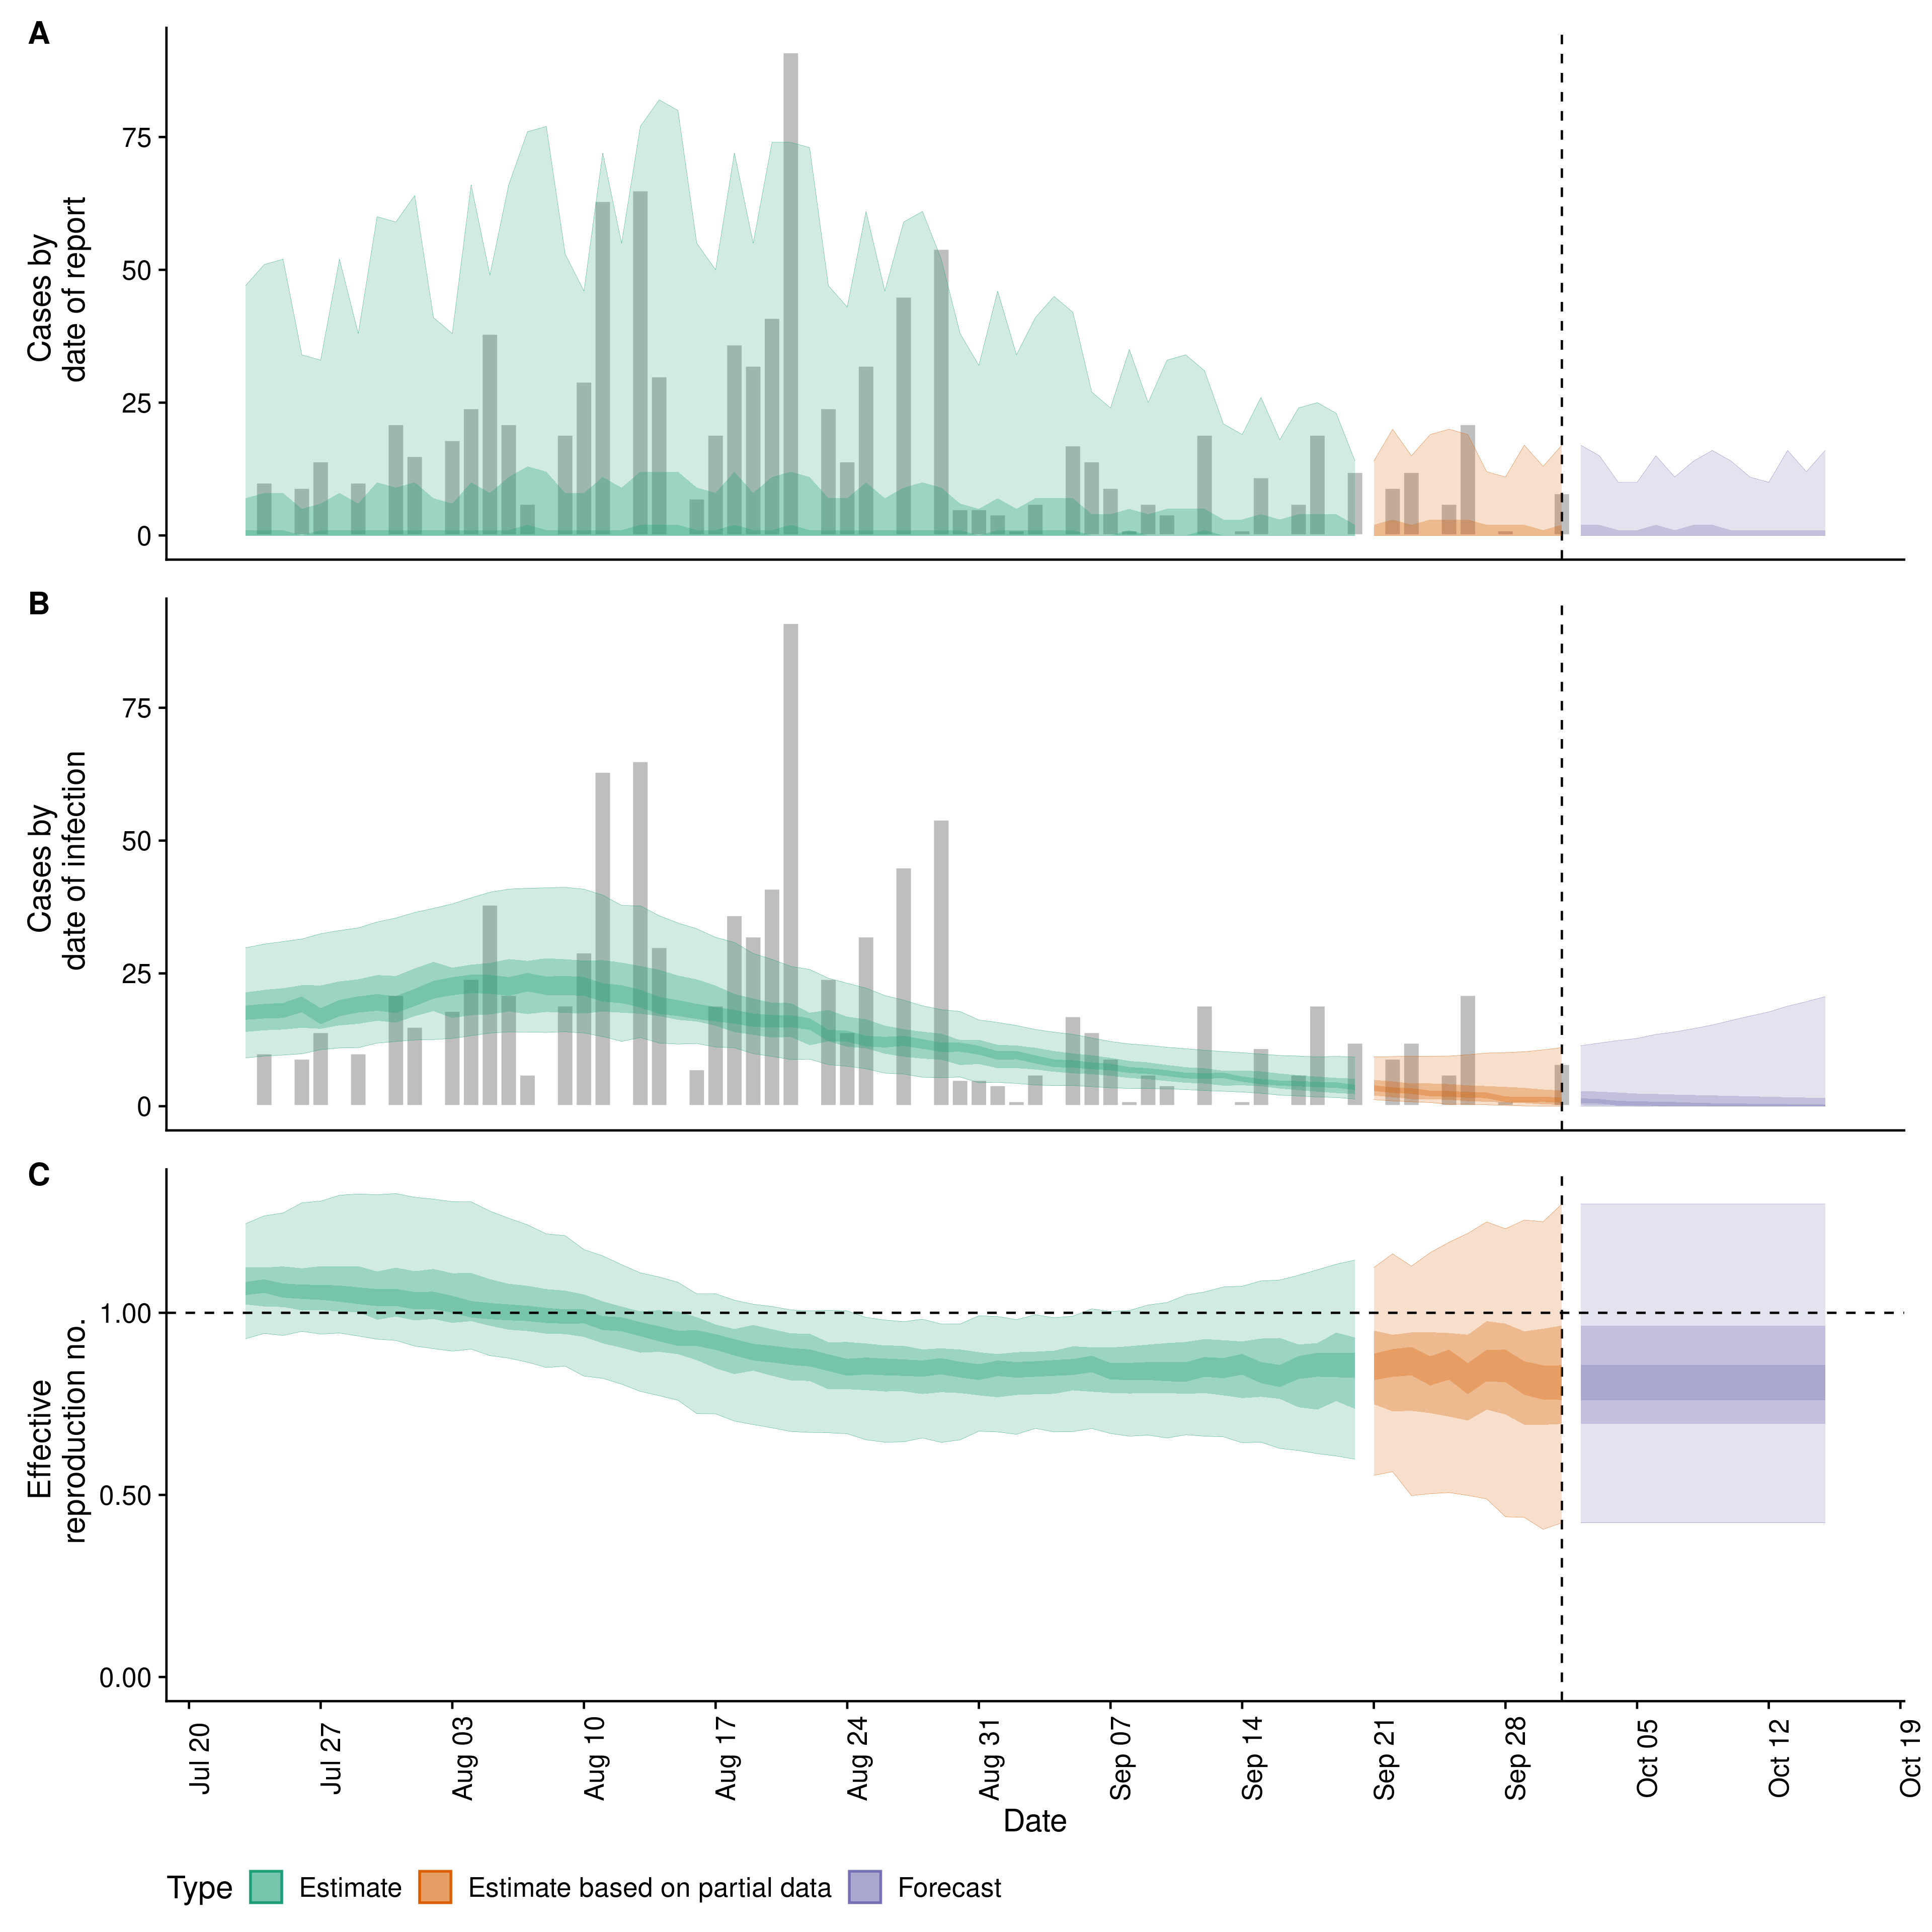 A
Cases by
date of report
75
50
25
0
B
Cases by
date of infection
75
50
25
0
C
Effective
reproduction no.
1.00
0.50
0.00
Jul 20
Jul 27
Aug 03
Aug 10
Aug 17
Aug 24
Aug 31
Sep 07
Sep 14
Sep 21
Sep 28
Oct 05
Oct 12
Oct 19
Date
Type Estimate Estimate based on partial data Forecast